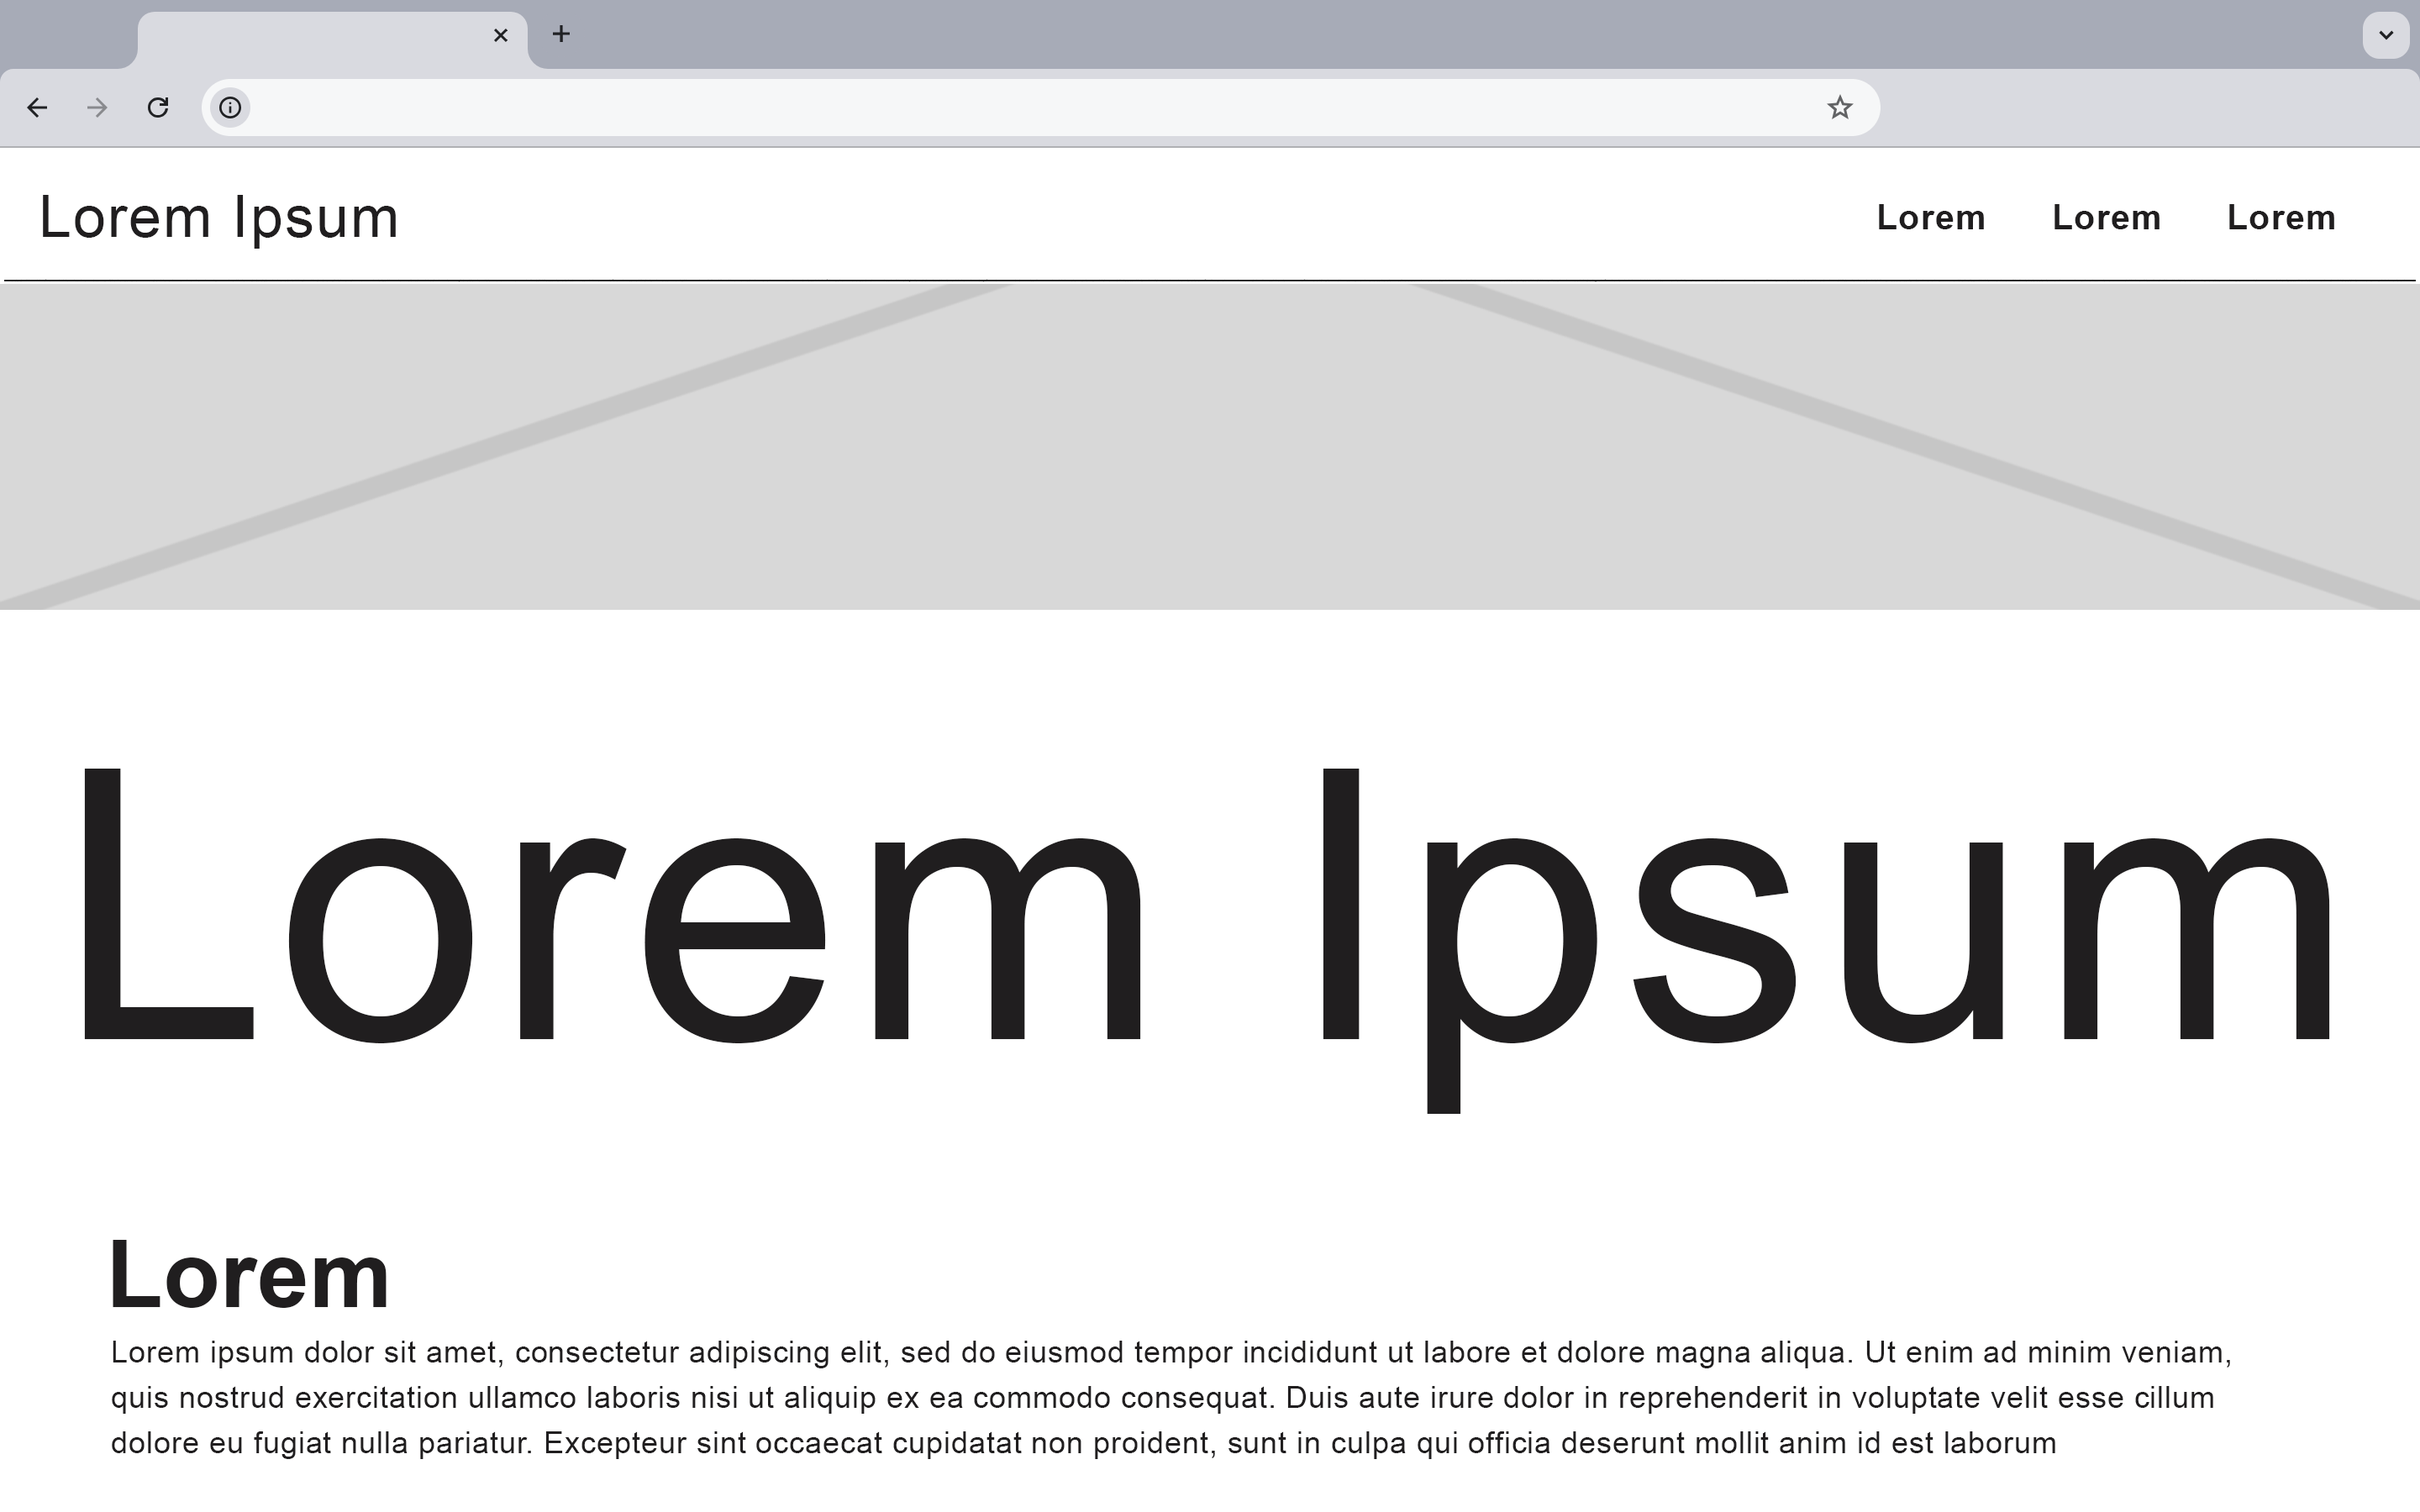 Lorem Ipsum
Lorem Lorem Lorem
Lorem Ipsum
Lorem
Lorem ipsum dolor sit amet, consectetur adipiscing elit, sed do eiusmod tempor incididunt ut labore et dolore magna aliqua. Ut enim ad minim veniam,
quis nostrud exercitation ullamco laboris nisi ut aliquip ex ea commodo consequat. Duis aute irure dolor in reprehenderit in voluptate velit esse cillum
dolore eu fugiat nulla pariatur. Excepteur sint occaecat cupidatat non proident, sunt in culpa qui officia deserunt mollit anim id est laborum